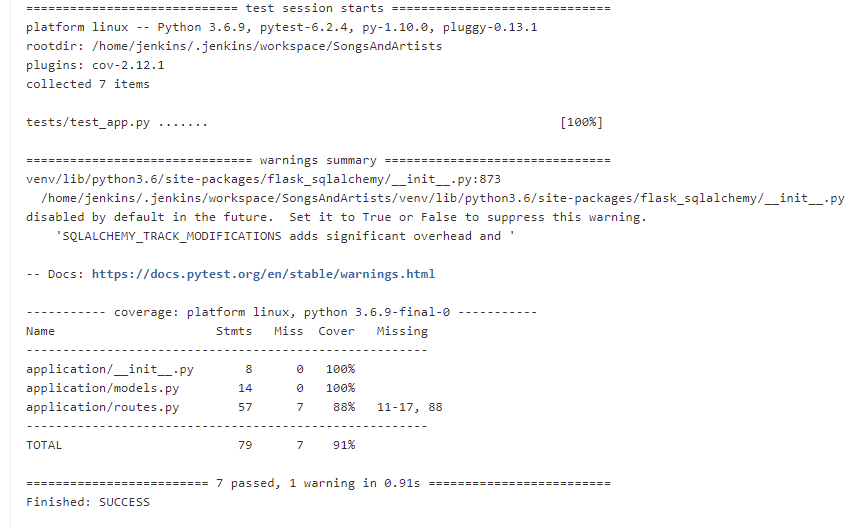 ============================= test session starts ==============================
platform linux -- Python 3.6.9, pytest-6.2.4, py-1.10.0, pluggy-0.13.1
rootdir: /home/jenkins/.jenkins/workspace/SongsAndArtists
plugins: cov-2.12.1
collected 7 items
tests/test_app.py ....... [100%]
=============================== warnings summary ===============================
venv/lib/python3.6/site-packages/flask_sqlalchemy/__init__.py:873
/home/jenkins/.jenkins/workspace/SongsAndArtists/venv/lib/python3.6/site-packages/flask_sqlalchemy/__init__.py
disabled by default in the future.  Set it to True or False to suppress this warning.
'SQLALCHEMY_TRACK_MODIFICATIONS adds significant overhead and '
-- Docs: https://docs.pytest.org/en/stable/warnings.html
----------- coverage: platform linux, python 3.6.9-final-0 -----------
Name                          Stmts   Miss  Cover   Missing
-------------------------------------------------------
application/__init__.py       8      0   100%
application/models.py        14      0   100%
application/routes.py        57      7    88%   11-17, 88
-------------------------------------------------------
TOTAL                        79      7    91%
========================= 7 passed, 1 warning in 0.91s =========================
Finished: SUCCESS